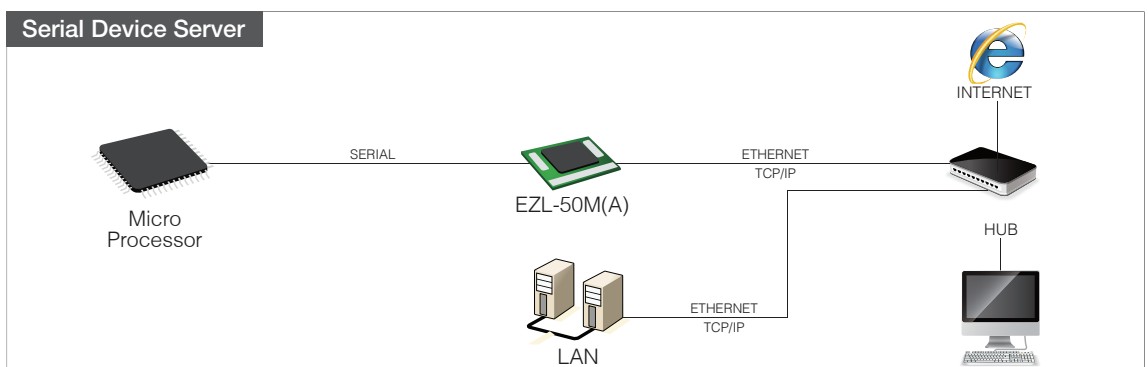 Serial Device Server
INTERNET
SERIAL
ETHERNET
TCP/IP
EZL-50M(A)
Micro
Processor
HUB
ETHERNET
TCP/IP
LAN